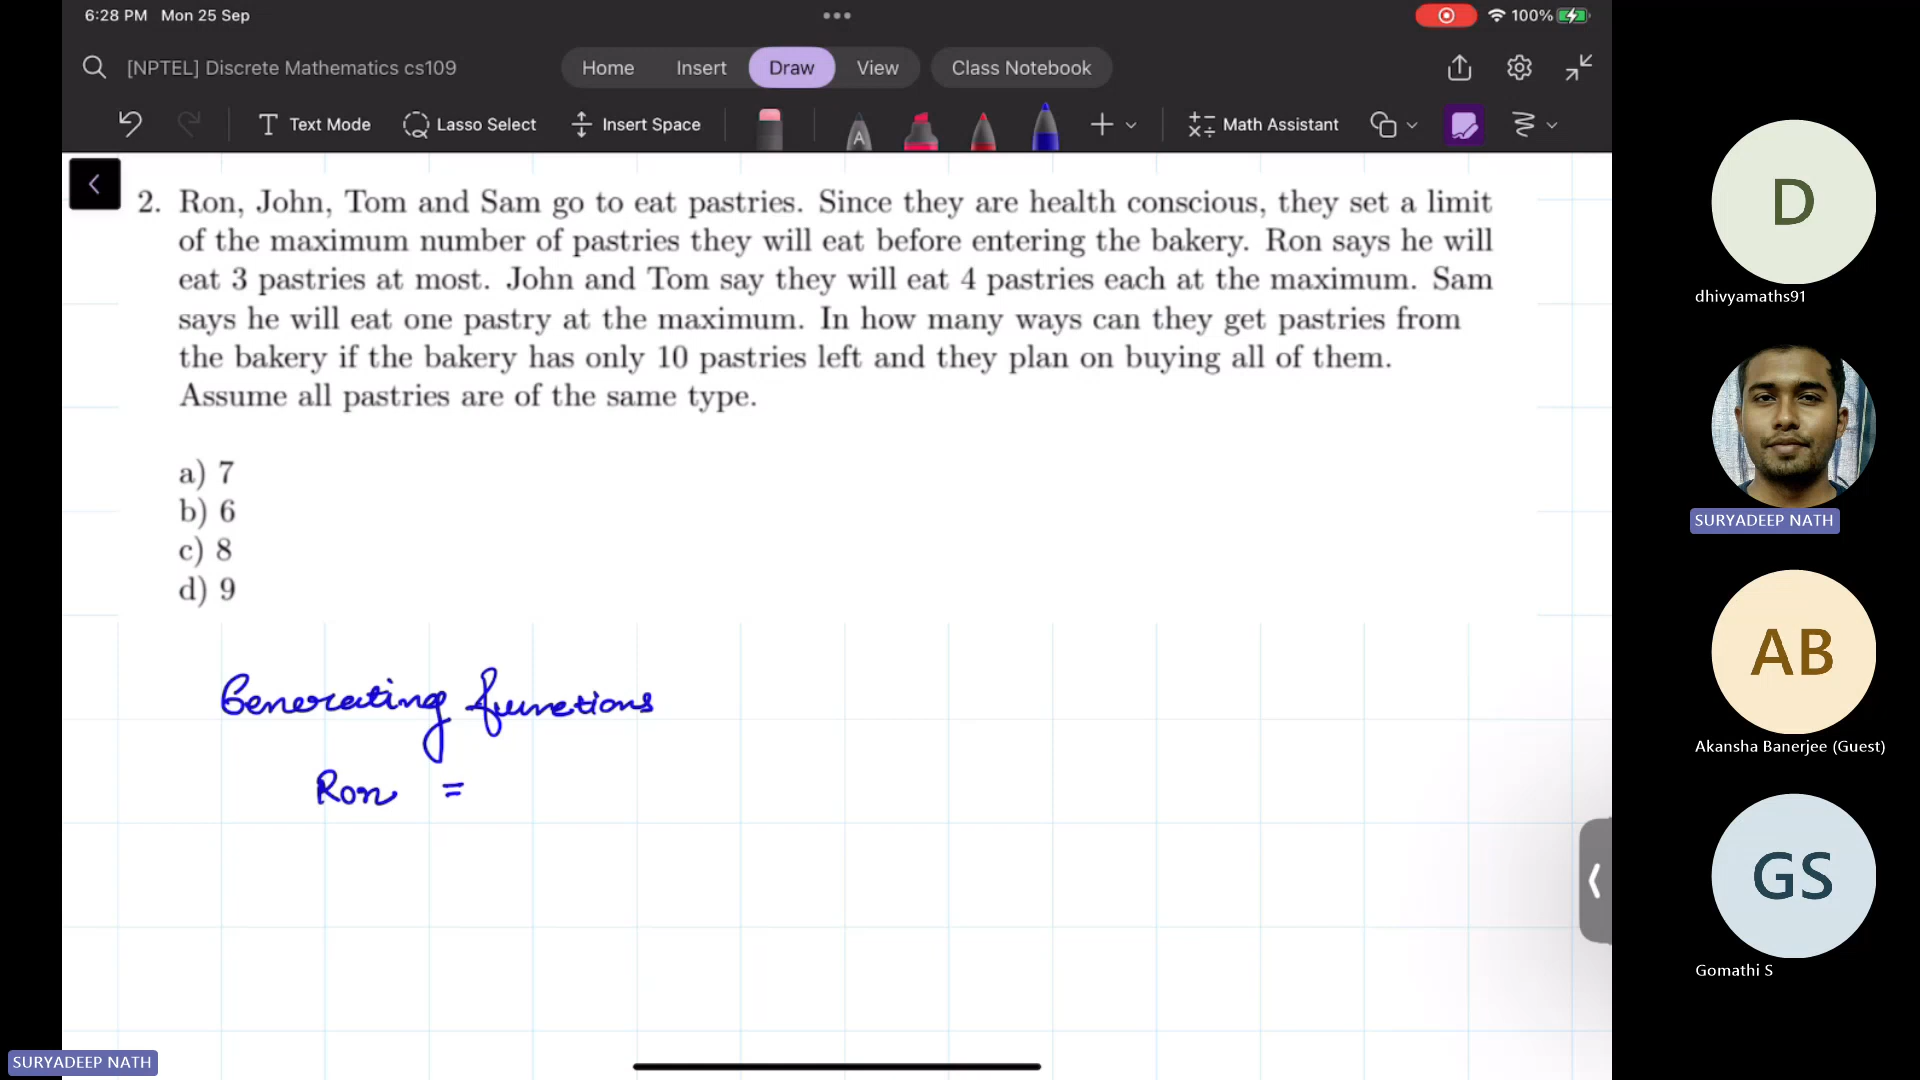 6:28 PM Mon 25 Sep
100%
[NPTEL] Discrete Mathematics cs109
Home Insert Draw View Class Notebook
Text Mode Lasso Select Insert Space A Math Assistant
2. Ron, John, Tom and Sam go to eat pastries. Since they are health conscious, they set a limit
of the maximum number of pastries they will eat before entering the bakery. Ron says he will
eat 3 pastries at most. John and Tom say they will eat 4 pastries each at the maximum. Sam
says he will eat one pastry at the maximum. In how many ways can they get pastries from
the bakery if the bakery has only 10 pastries left and they plan on buying all of them.
Assume all pastries are of the same type.
a) 7
b) 6
c) 8
d) 9
Generating functions
Ron =
D
dhivyamaths91
SURYADEEP NATH
AB
Akansha Banerjee (Guest)
GS
Gomathi S
SURYADEEP NATH